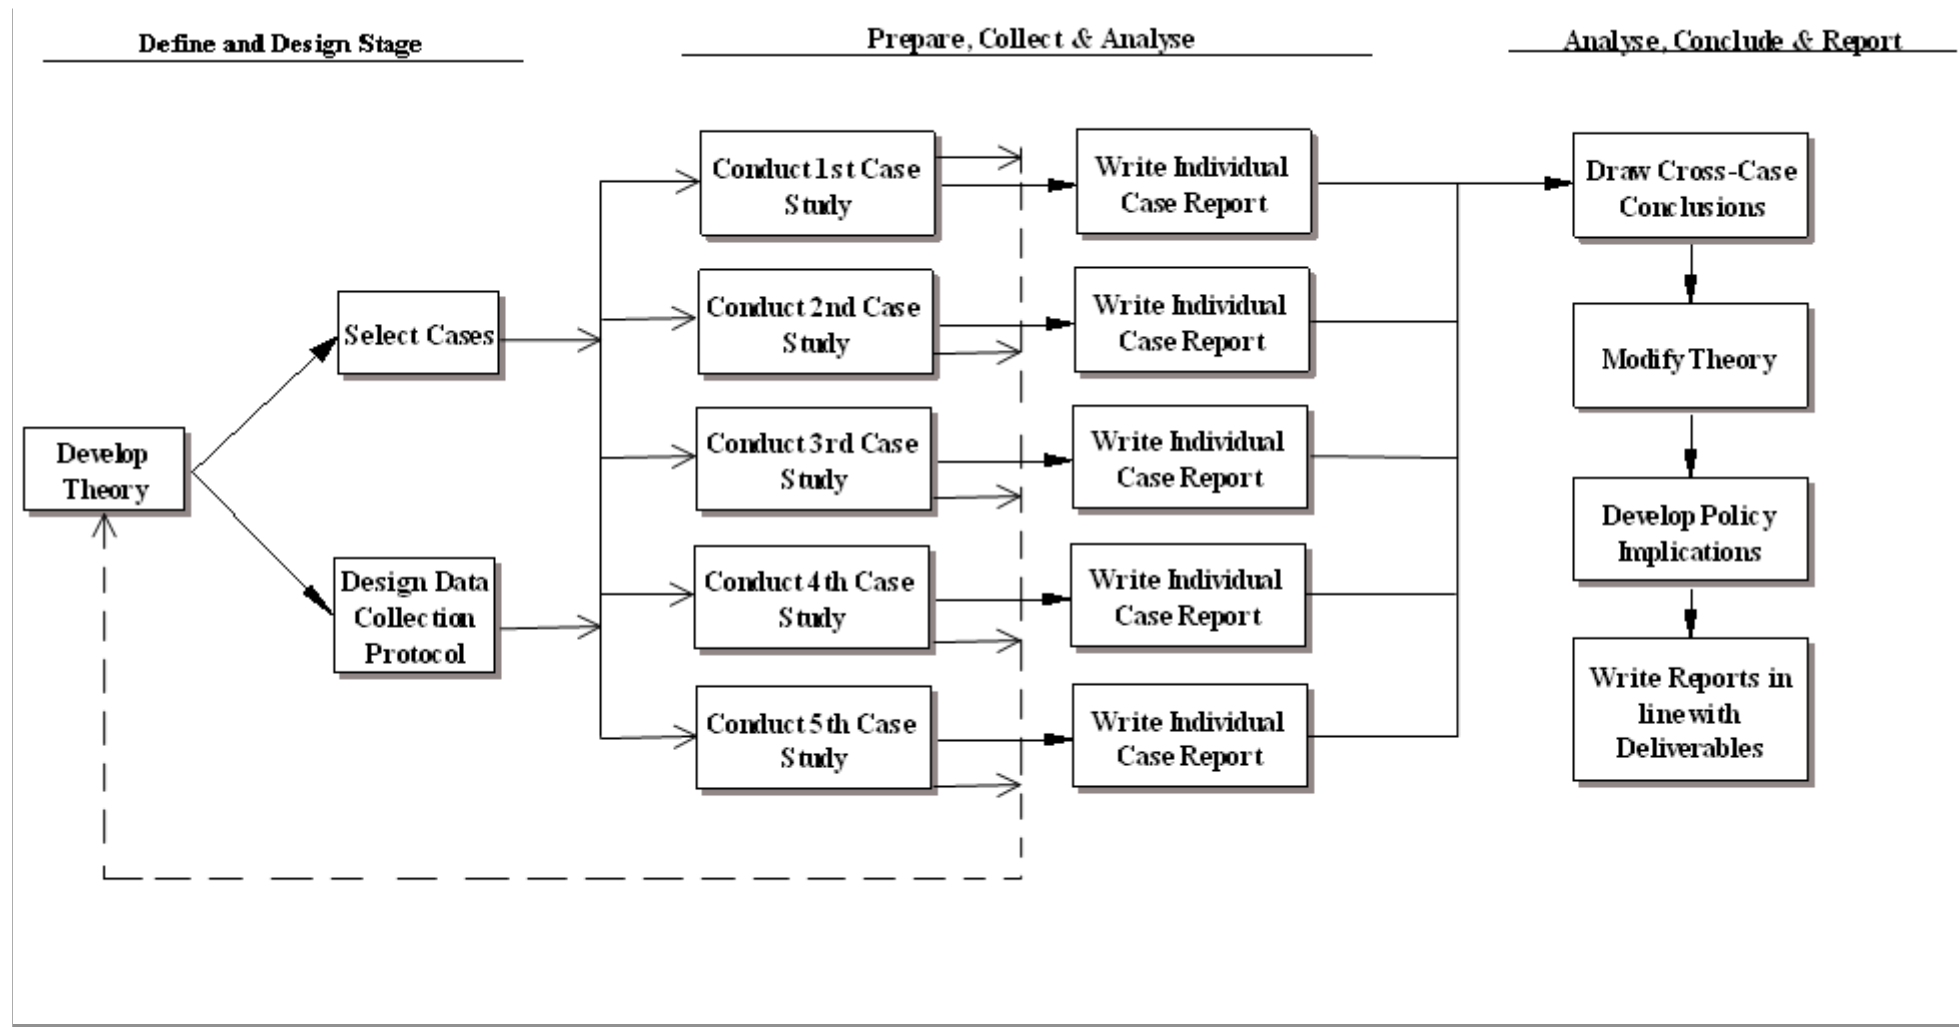 Define and Design Stage
Prepare, Collect & Analyse
Analyse, Conclude & Report
Develop
Theory
Select Cases
Design Data
Collection
Protocol
Conduct 1st Case
Study
Write Individual
Case Report
Conduct 2nd Case
Study
Write Individual
Case Report
Conduct 3rd Case
Study
Write Individual
Case Report
Conduct 4th Case
Study
Write Individual
Case Report
Conduct 5th Case
Study
Write Individual
Case Report
Draw Cross-Case
Conclusions
Modify Theory
Develop Policy
Implications
Write Reports in
line with
Deliverables